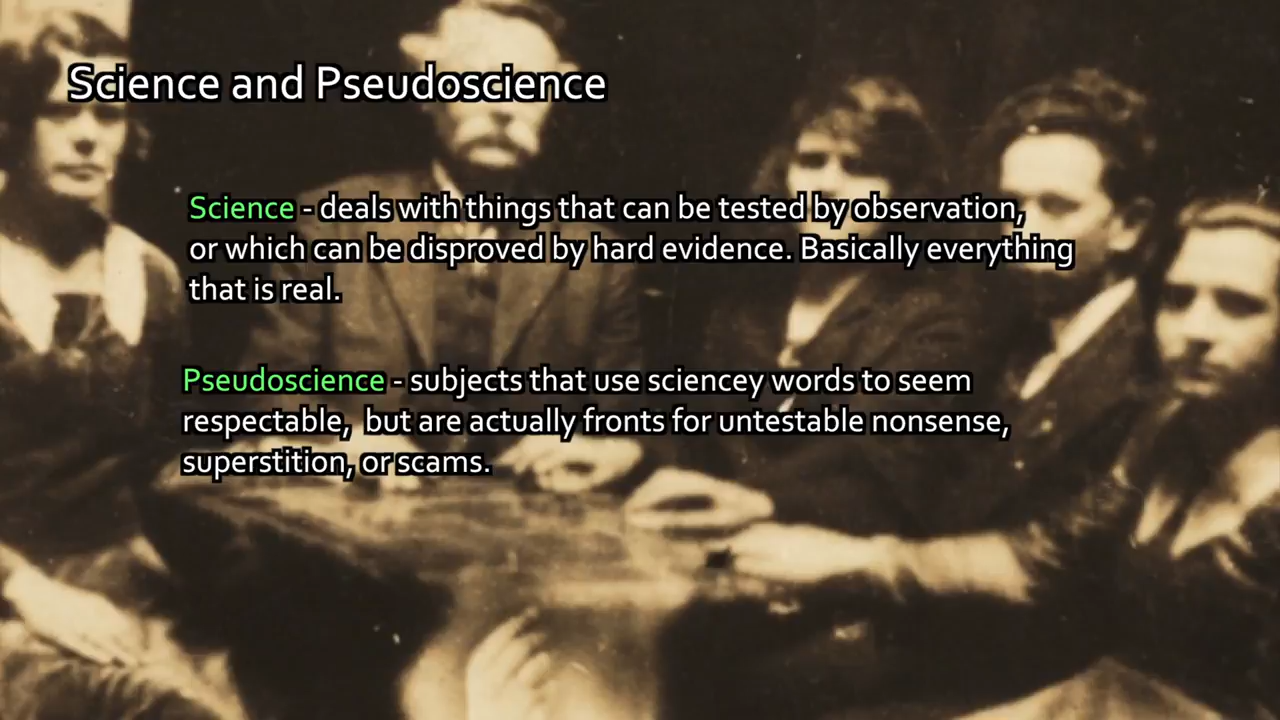 Science and Pseudoscience
Science - deals with things that can be tested by observation,
or which can be disproved by hard evidence. Basically everything
that is real.
Pseudoscience - subjects that use sciencey words to seem
respectable, but are actually fronts for untestable nonsense,
superstition, or scams.